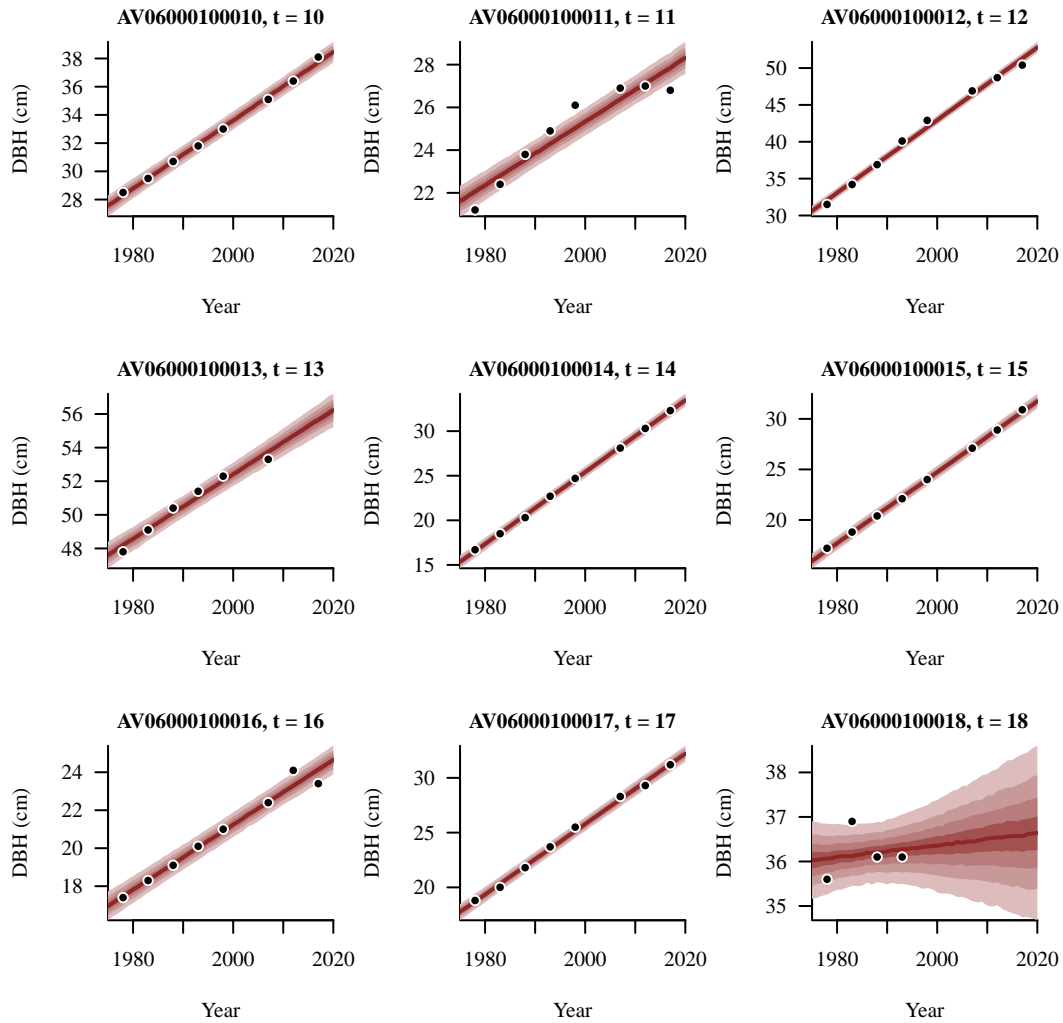 AV06000100010, t = 10
DBH (cm)
38
36
34
32
30
28
1980 2000 2020
Year
AV06000100011, t = 11
DBH (cm)
28
26
24
22
1980 2000 2020
Year
AV06000100012, t = 12
DBH (cm)
50
45
40
35
30
1980 2000 2020
Year
AV06000100013, t = 13
DBH (cm)
56
54
52
50
48
1980 2000 2020
Year
AV06000100014, t = 14
DBH (cm)
30
25
20
15
1980 2000 2020
Year
AV06000100015, t = 15
DBH (cm)
30
25
20
1980 2000 2020
Year
AV06000100016, t = 16
DBH (cm)
24
22
20
18
1980 2000 2020
Year
AV06000100017, t = 17
DBH (cm)
30
25
20
1980 2000 2020
Year
AV06000100018, t = 18
DBH (cm)
38
37
36
35
1980 2000 2020
Year